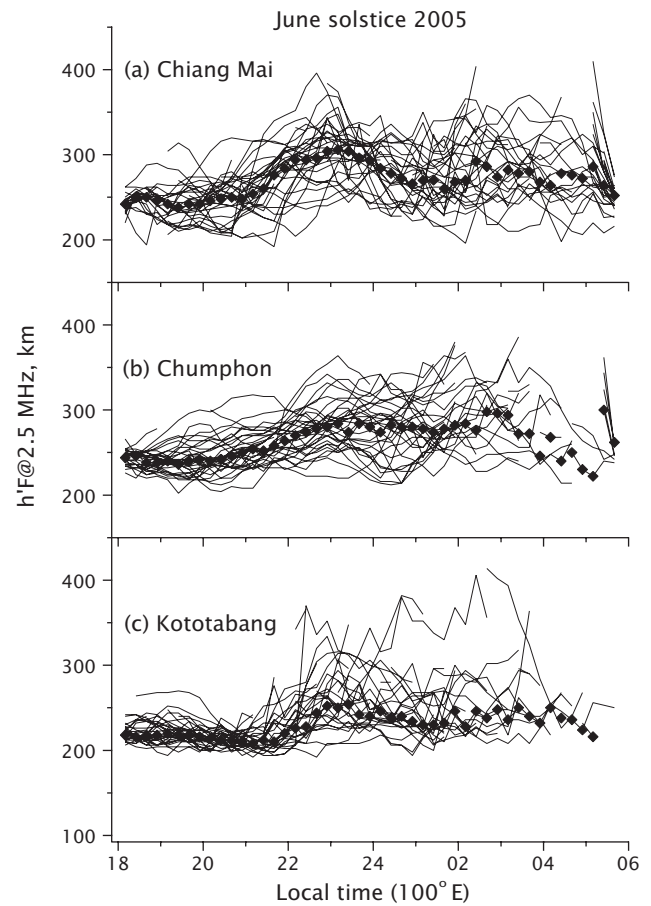 June solstice 2005
(a) Chiang Mai
400
300
200
(b) Chumphon
400
300
200
h'F@2.5 MHz, km
(c) Kototabang
400
300
200
100
18 20 22 24 02 04 06
Local time (100° E)